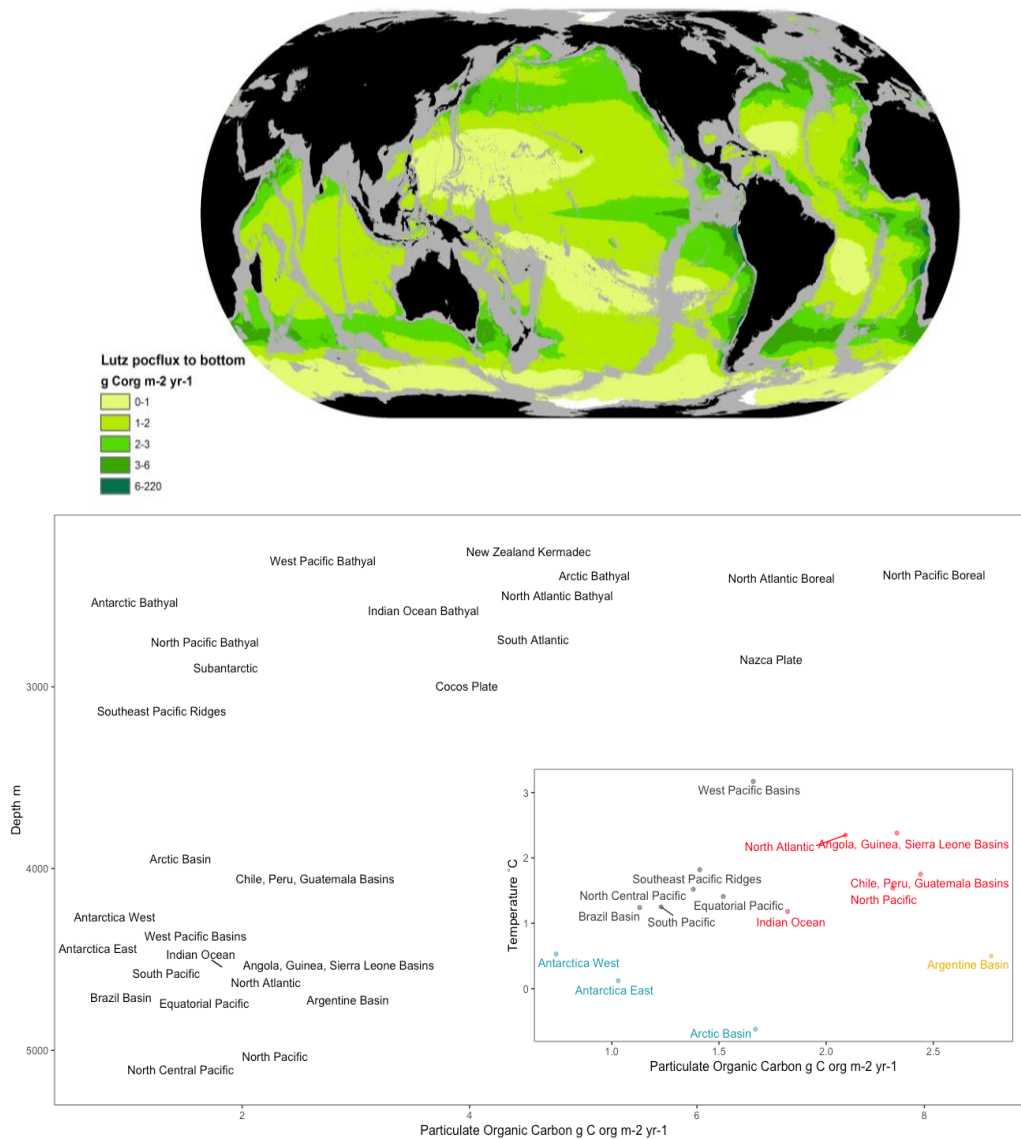 Lutz pocflux to bottom
g Corg m-2 yr-1
0-1
1-2
2-3
3-6
6-220
New Zealand Kermadec
West Pacific Bathyal
Arctic Bathyal
North Atlantic Boreal
North Pacific Boreal
North Atlantic Bathyal
Antarctic Bathyal
Indian Ocean Bathyal
North Pacific Bathyal
South Atlantic
Subantarctic
Nazca Plate
Cocos Plate
3000
Southeast Pacific Ridges
Depth m
Arctic Basin
4000
Chile, Peru, Guatemala Basins
Antarctica West
West Pacific Basins
Antarctica East
Indian Ocean
Angola, Guinea, Sierra Leone Basins
South Pacific
North Atlantic
Brazil Basin
Equatorial Pacific
Argentine Basin
5000
North Pacific
North Central Pacific
2
4
6
8
Particulate Organic Carbon g C org m-2 yr-1
3
West Pacific Basins
North Atlantic
Angola, Guinea, Sierra Leone Basins
2
Southeast Pacific Ridges
Chile, Peru, Guatemala Basins
North Central Pacific
North Pacific
Equatorial Pacific
Brazil Basin
South Pacific
Indian Ocean
1
Temperature ˚C
Antarctica West
Argentine Basin
0
Antarctica East
Arctic Basin
1.0
1.5
2.0
2.5
Particulate Organic Carbon g C org m-2 yr-1